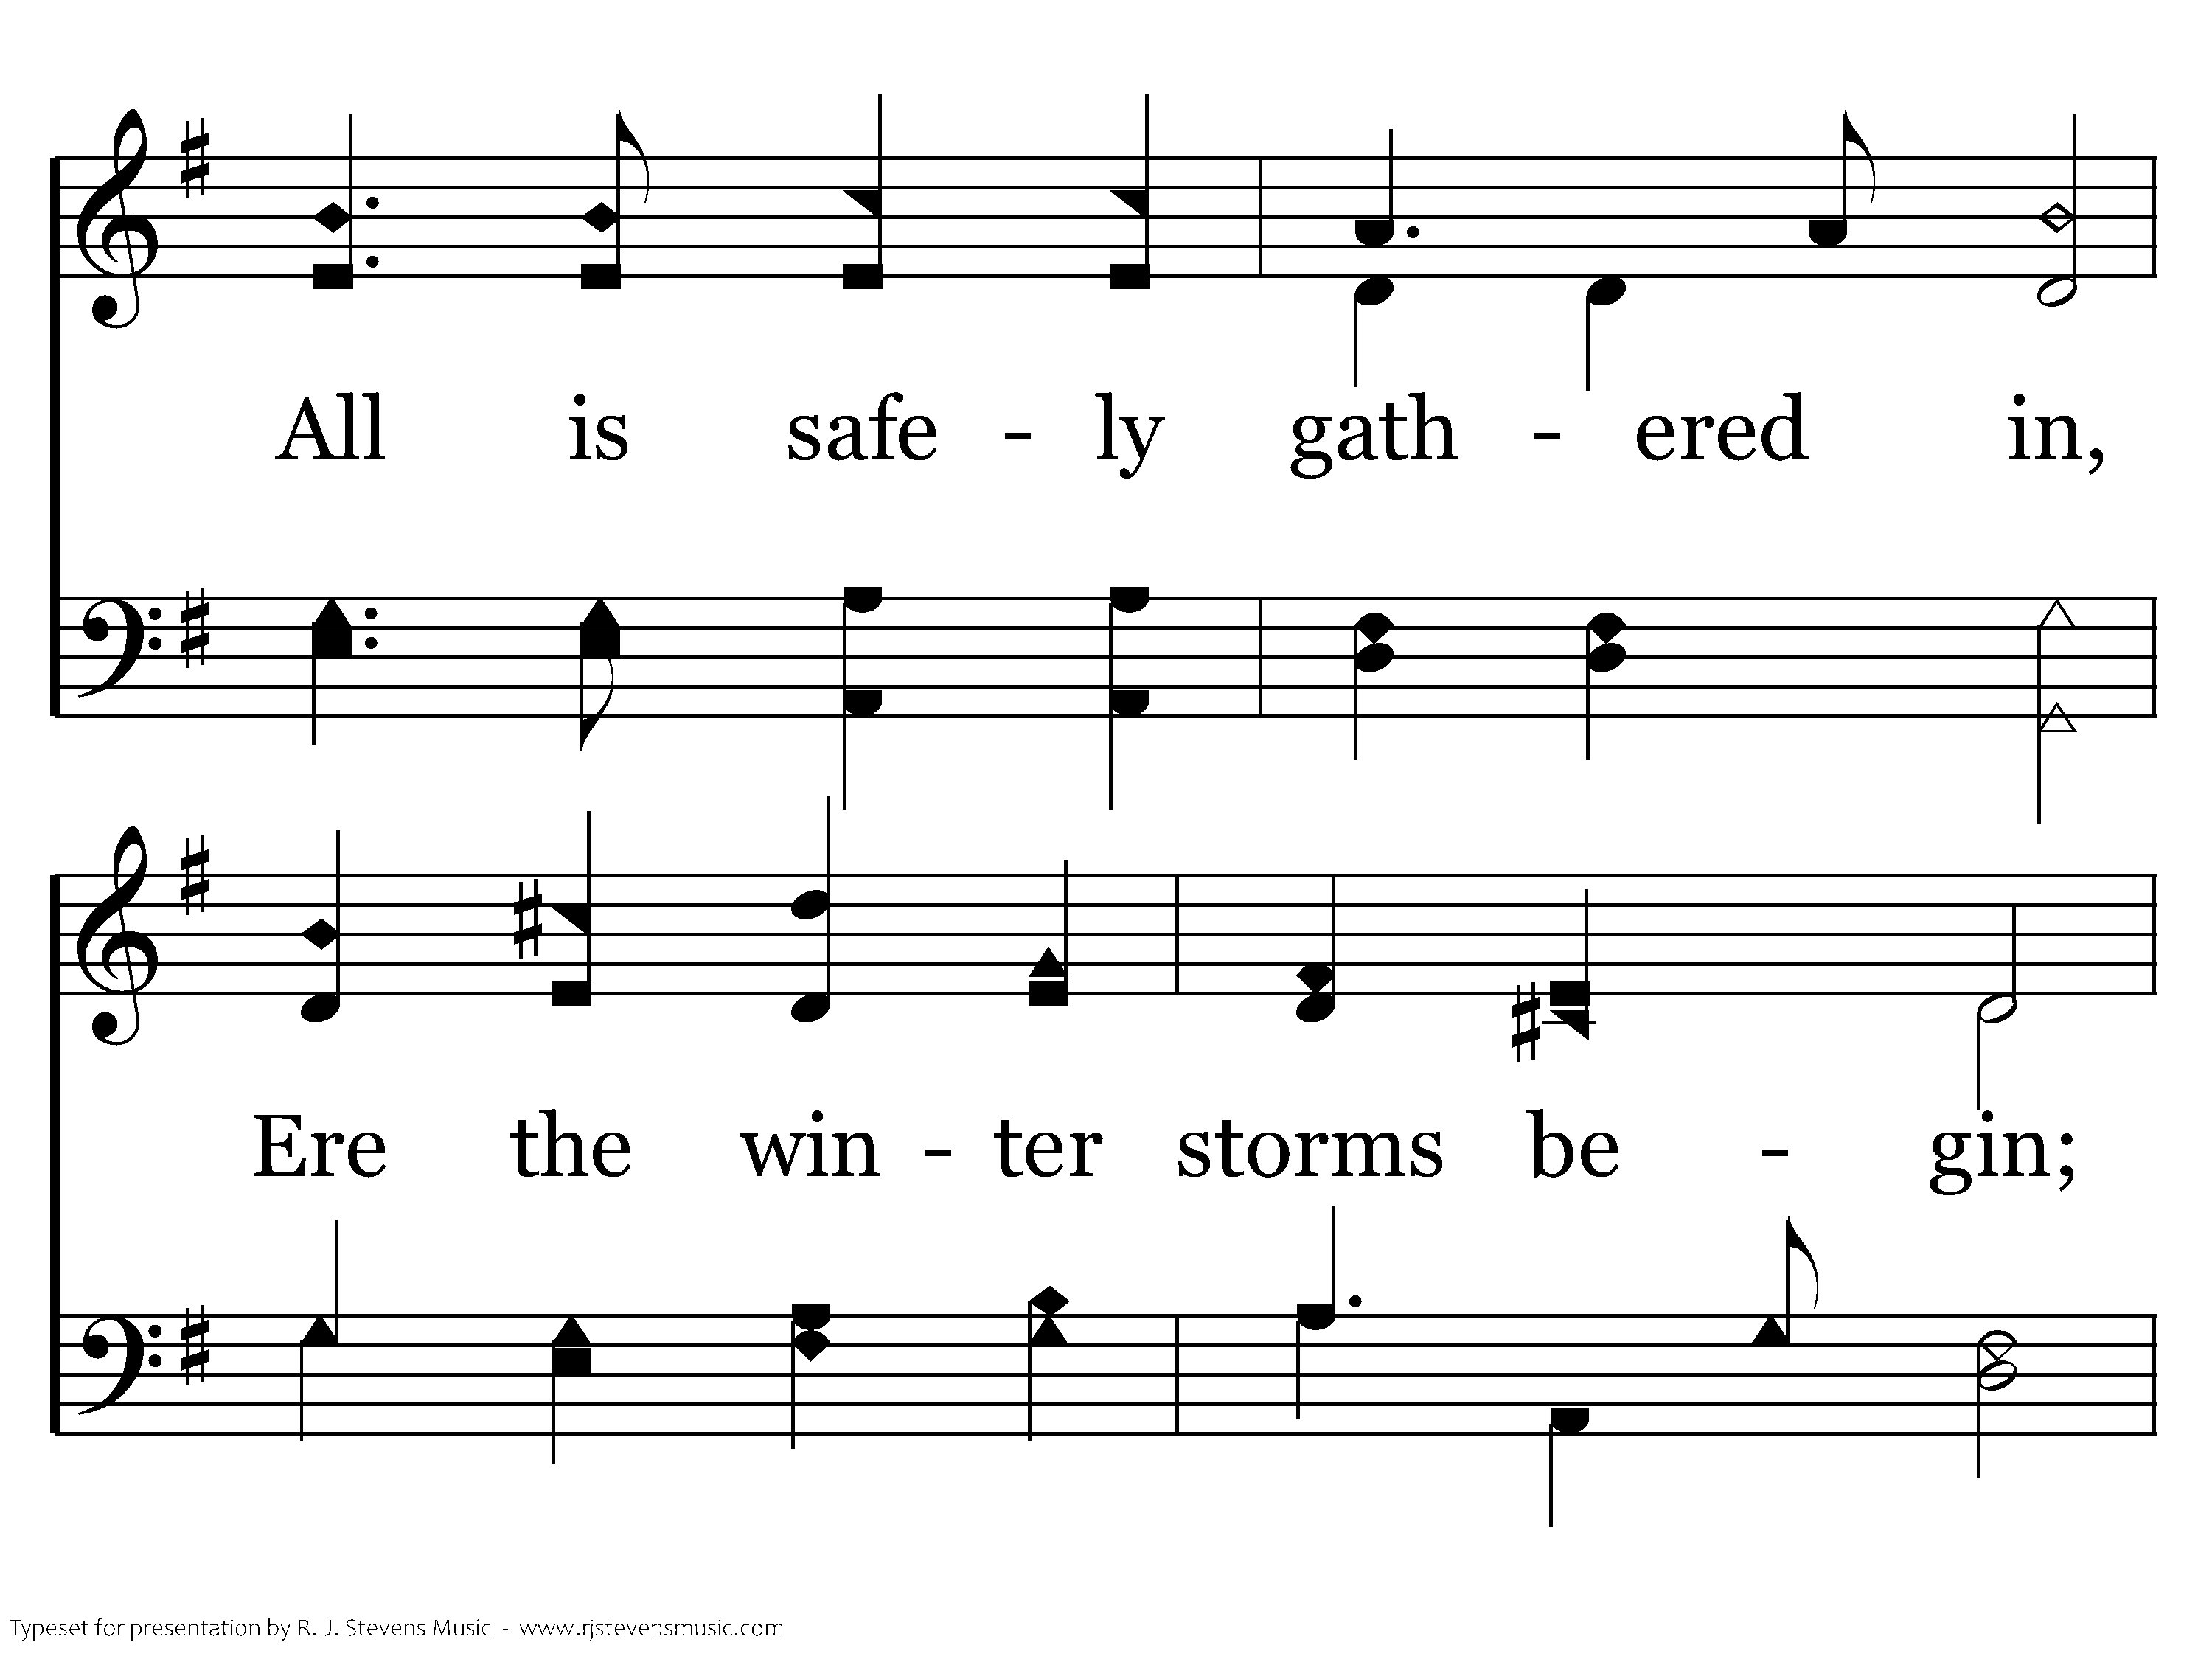 All is safe - ly gath - ered in,
Ere the win - ter storms be - gin;
Typeset for presentation by R. J. Stevens Music - www.rjstevensmusic.com